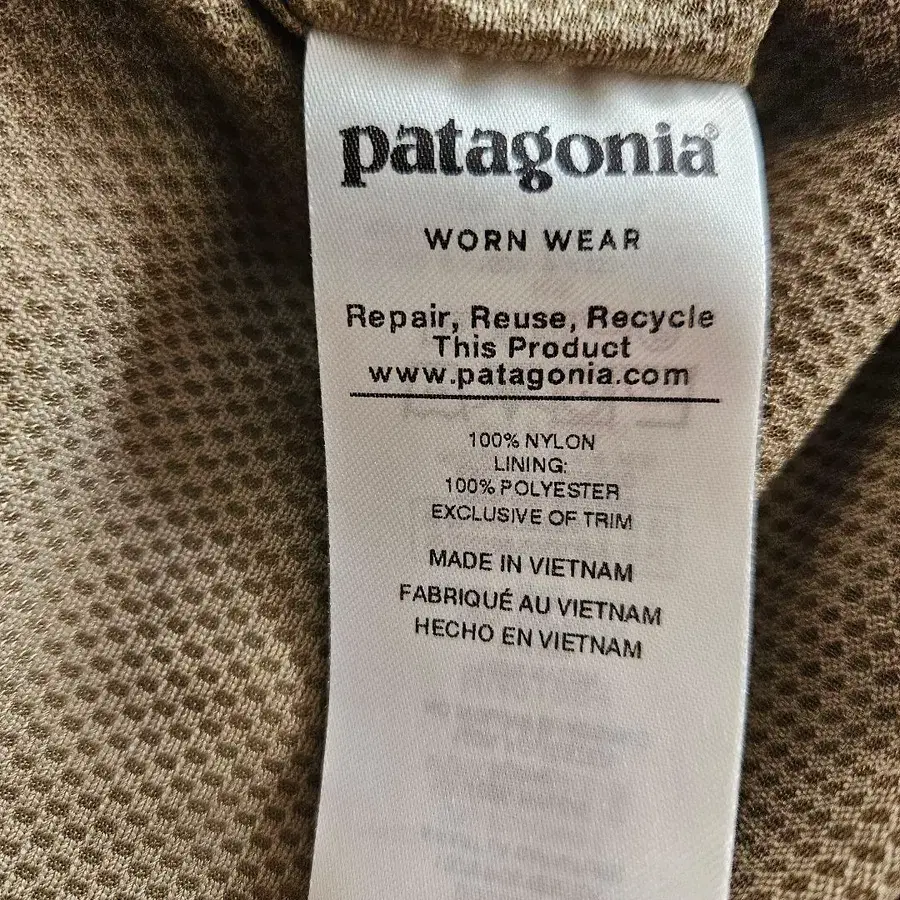 patagonia®
WORN WEAR
Repair, Reuse, Recycle
This Product
www.patagonia.com
100% NYLON
LINING:
100% POLYESTER
EXCLUSIVE OF TRIM
MADE IN VIETNAM
FABRIQUÉ AU VIETNAM
HECHO EN VIETNAM